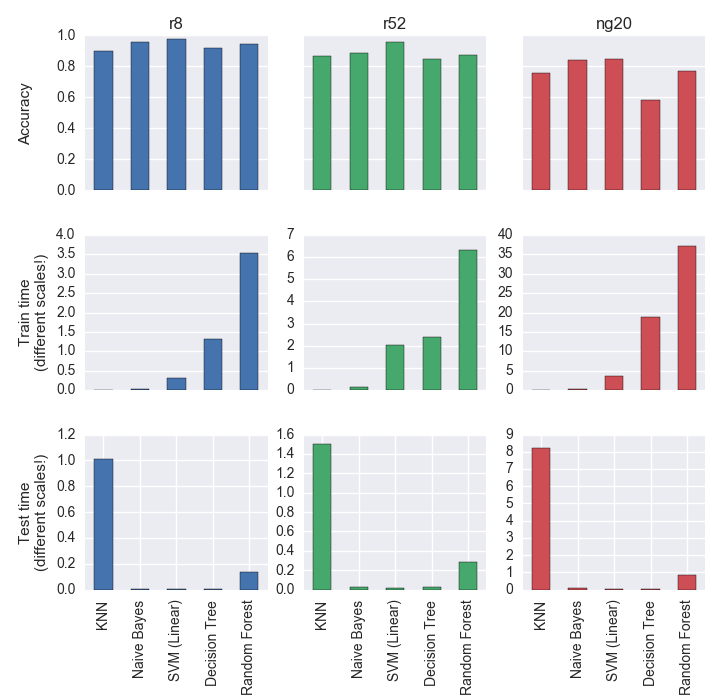 r8 r52 ng20
Accuracy
1.0
0.8
0.6
0.4
0.2
0.0
Train time
(different scales!)
4.0
3.5
3.0
2.5
2.0
1.5
1.0
0.5
0.0
7
6
5
4
3
2
1
0
40
35
30
25
20
15
10
5
0
Test time
(different scales!)
1.2
1.0
0.8
0.6
0.4
0.2
0.0
1.6
1.4
1.2
1.0
0.8
0.6
0.4
0.2
0.0
9
8
7
6
5
4
3
2
1
0
KNN
Naive Bayes
SVM (Linear)
Decision Tree
Random Forest
KNN
Naive Bayes
SVM (Linear)
Decision Tree
Random Forest
KNN
Naive Bayes
SVM (Linear)
Decision Tree
Random Forest